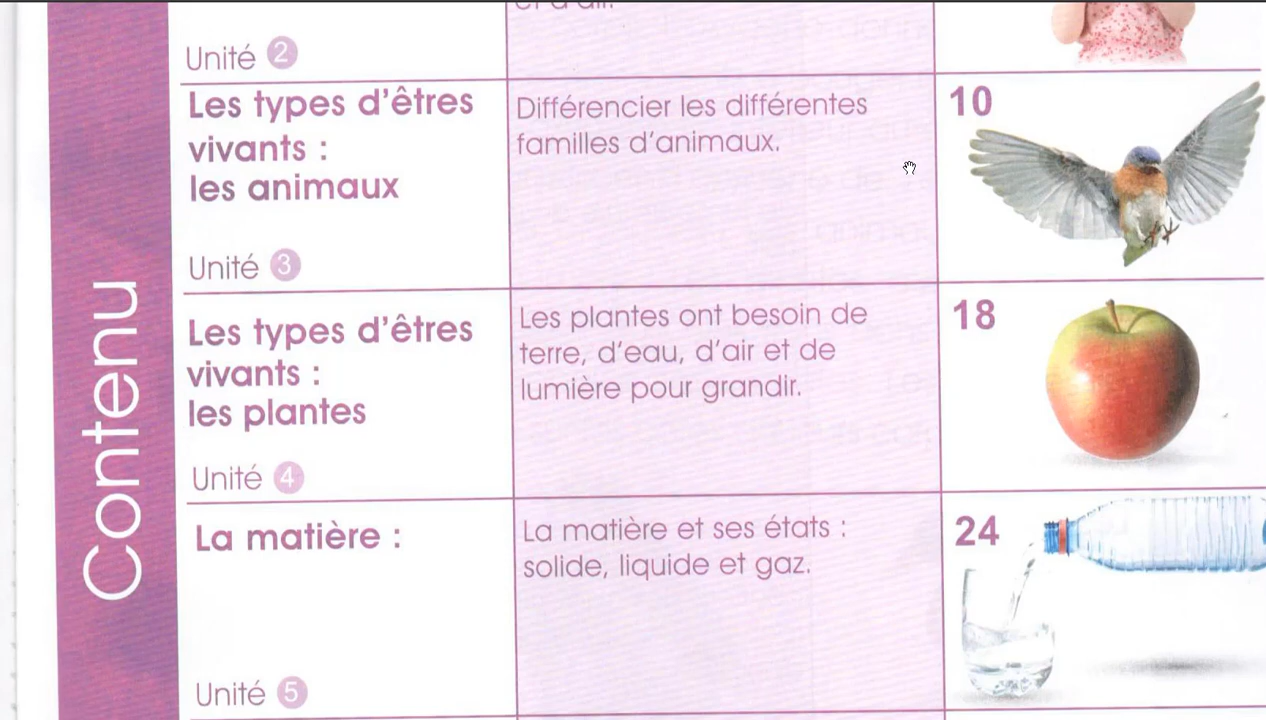 Contenu
et d'air.
Unité 2
Les types d'êtres
vivants :
les animaux
Différencier les différentes
familles d'animaux.
10
Unité 3
Les types d'êtres
vivants :
les plantes
Les plantes ont besoin de
terre, d'eau, d'air et de
lumière pour grandir.
18
Unité 4
La matière :
La matière et ses états :
solide, liquide et gaz.
24
Unité 5